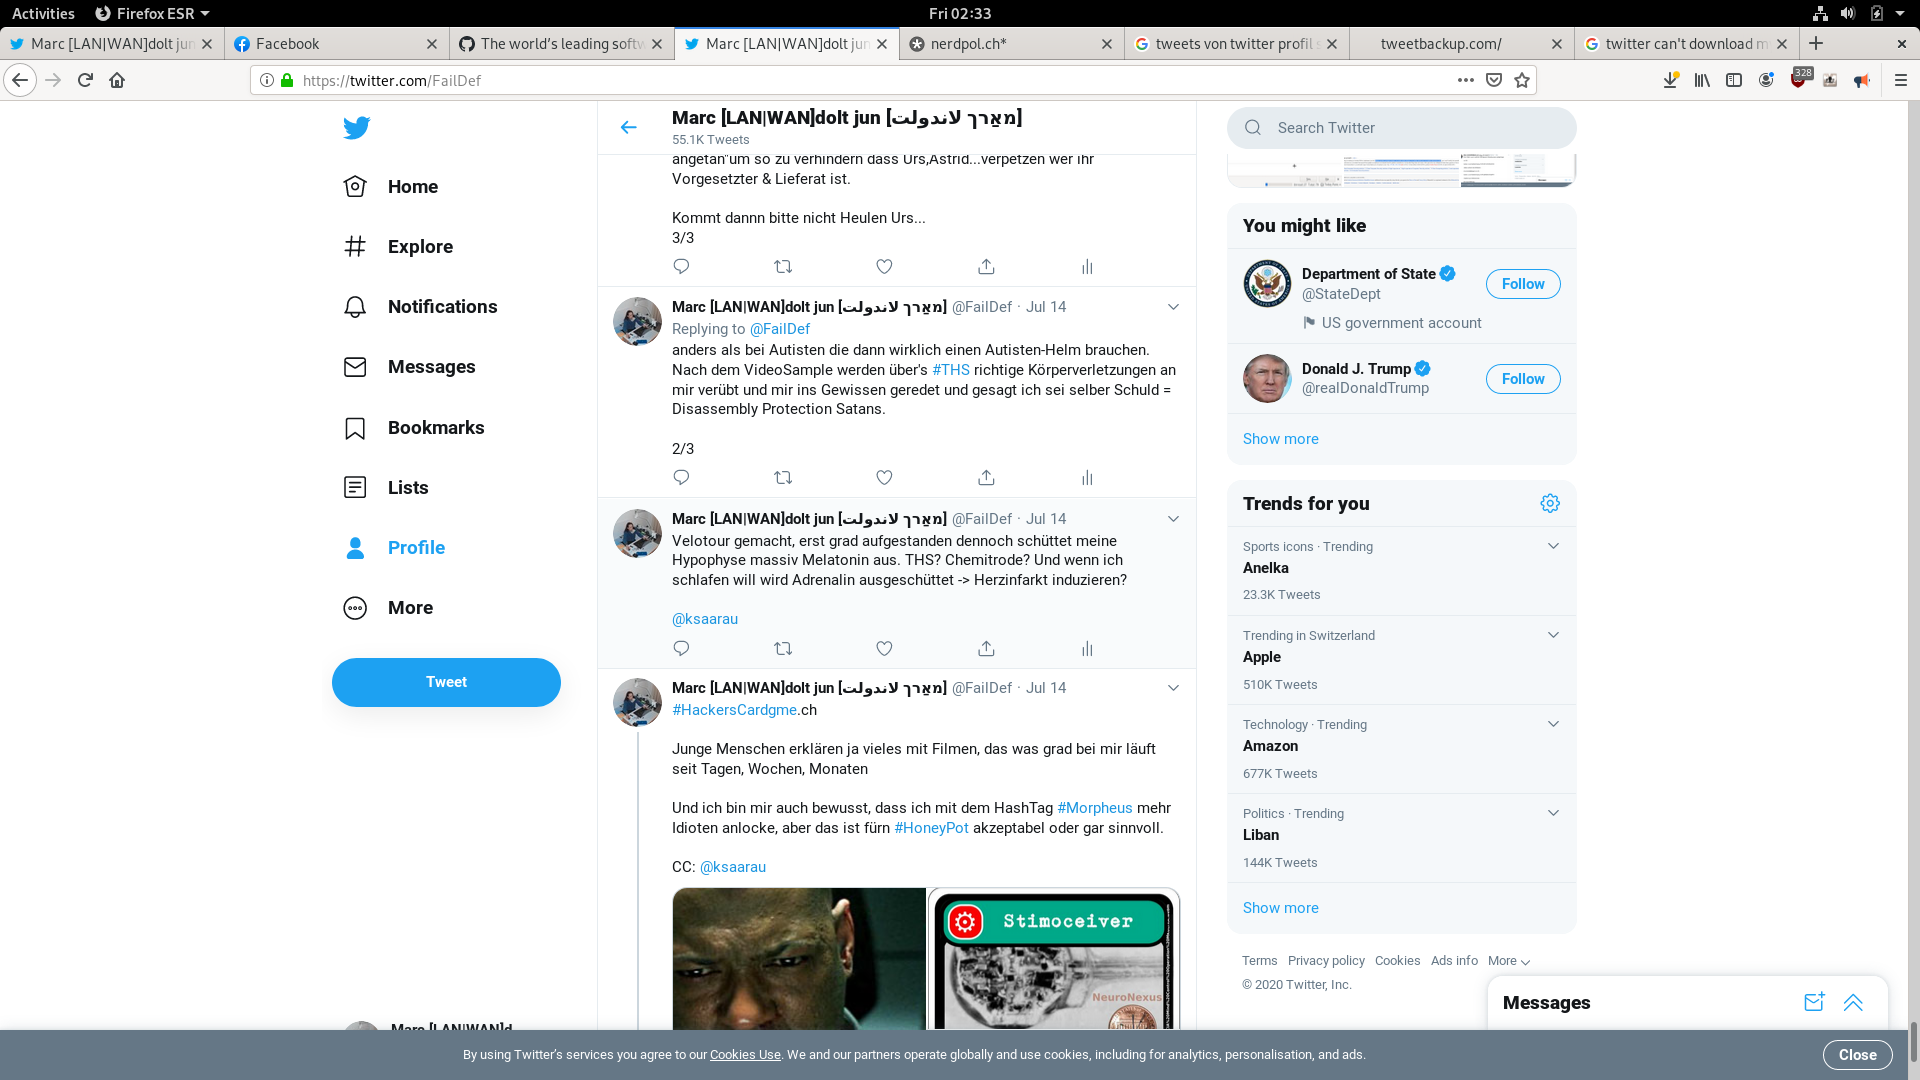 Activities Firefox ESR Fri 02:33
Marc [LAN|WAN]dolt jun Facebook The world's leading softw Marc [LAN|WAN]dolt jun nerdpol.ch* tweets von twitter profil s tweetbackup.com/ twitter can't download m
https://twitter.com/FailDef 328
Home
Explore
Notifications
Messages
Bookmarks
Lists
Profile
More
Tweet
Marc [LAN|WAN]d
Marc [LAN|WAN]dolt jun [מאַרך לاندولت]
55.1K Tweets
angetan"um so zu verhindern dass Urs,Astrid...verpetzen wer ihr
Vorgesetzter & Lieferat ist.
Kommt dannn bitte nicht Heulen Urs...
3/3
Marc [LAN|WAN]dolt jun [מאַרך لاندولت] @FailDef · Jul 14
Replying to @FailDef
anders als bei Autisten die dann wirklich einen Autisten-Helm brauchen.
Nach dem VideoSample werden über's #THS richtige Körperverletzungen an
mir verübt und mir ins Gewissen geredet und gesagt ich sei selber Schuld =
Disassembly Protection Satans.
2/3
Marc [LAN|WAN]dolt jun [מאַרך لاندولت] @FailDef · Jul 14
Velotour gemacht, erst grad aufgestanden dennoch schüttet meine
Hypophyse massiv Melatonin aus. THS? Chemitrode? Und wenn ich
schlafen will wird Adrenalin ausgeschüttet -> Herzinfarkt induzieren?
@ksaarau
Marc [LAN|WAN]dolt jun [מאַרך لاندولت] @FailDef · Jul 14
#HackersCardgme.ch
Junge Menschen erklären ja vieles mit Filmen, das was grad bei mir läuft
seit Tagen, Wochen, Monaten
Und ich bin mir auch bewusst, dass ich mit dem HashTag #Morpheus mehr
Idioten anlocke, aber das ist fürn #HoneyPot akzeptabel oder gar sinnvoll.
CC: @ksaarau
Stimoceiver
NeuroNexus
Search Twitter
You might like
Department of State
@StateDept
US government account
Follow
Donald J. Trump
@realDonaldTrump
Follow
Show more
Trends for you
Sports icons · Trending
Anelka
23.3K Tweets
Trending in Switzerland
Apple
510K Tweets
Technology · Trending
Amazon
677K Tweets
Politics · Trending
Liban
144K Tweets
Show more
Terms Privacy policy Cookies Ads info More
© 2020 Twitter, Inc.
Messages
By using Twitter's services you agree to our Cookies Use. We and our partners operate globally and use cookies, including for analytics, personalisation, and ads.
Close